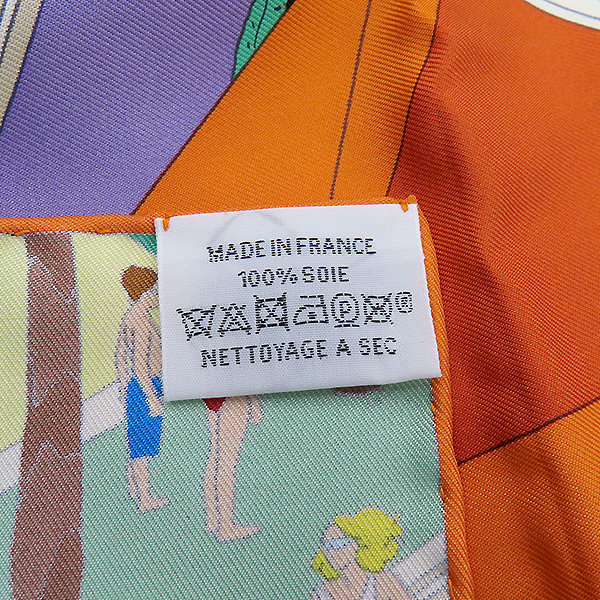 MADE IN FRANCE
100% SOIE
NETTOYAGE A SEC